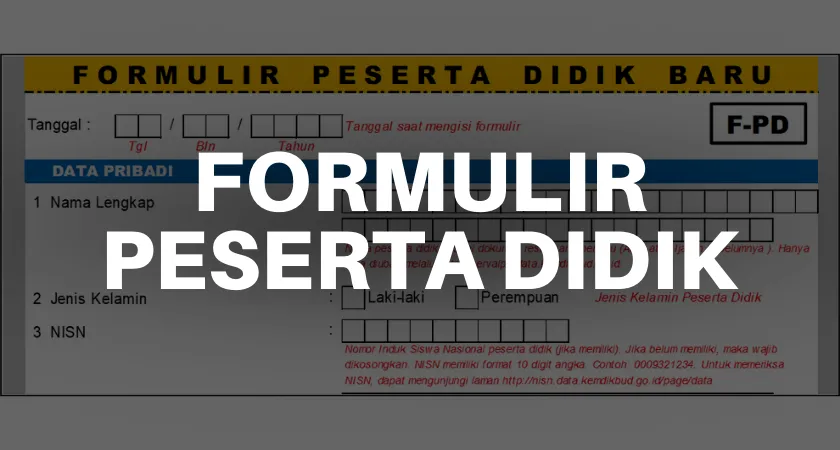 FORMULIR PESERTA DIDIK BARU
Tanggal : / / Tanggal saat mengisi formulir
Tgl Bln Tahun
F-PD
DATA PRIBADI
FORMULIR
PESERTA DIDIK
1 Nama Lengkap
Hanya
2 Jenis Kelamin : Laki-laki Perempuan Jenis Kelamin Peserta Didik
3 NISN :
Nomor Induk Siswa Nasional peserta didik (jika memiliki). Jika belum memiliki, maka wajib
dikosongkan. NISN memiliki format 10 digit angka. Contoh 0009321234. Untuk memeriksa
NISN, dapat mengunjungi laman http://nisn.data.kemdikbud.go.id/page/data